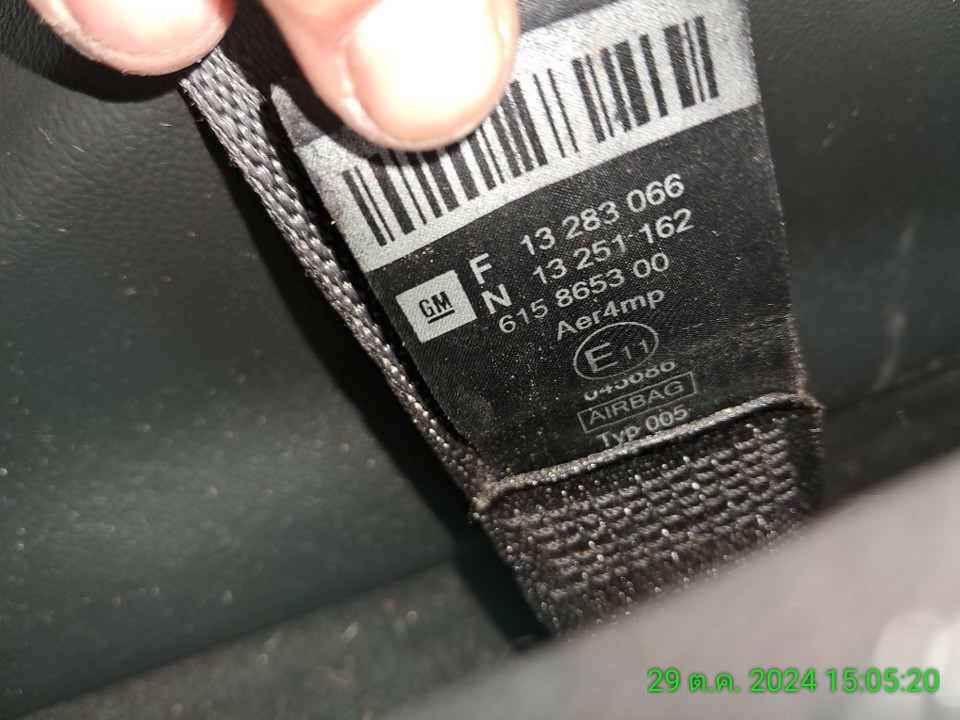 F 13 283 066
GM
N 13 251 162
615 8653 00
Aer4mp
E11
AIRBAG
Typ 005
29 ต.ค. 2024 15:05:20